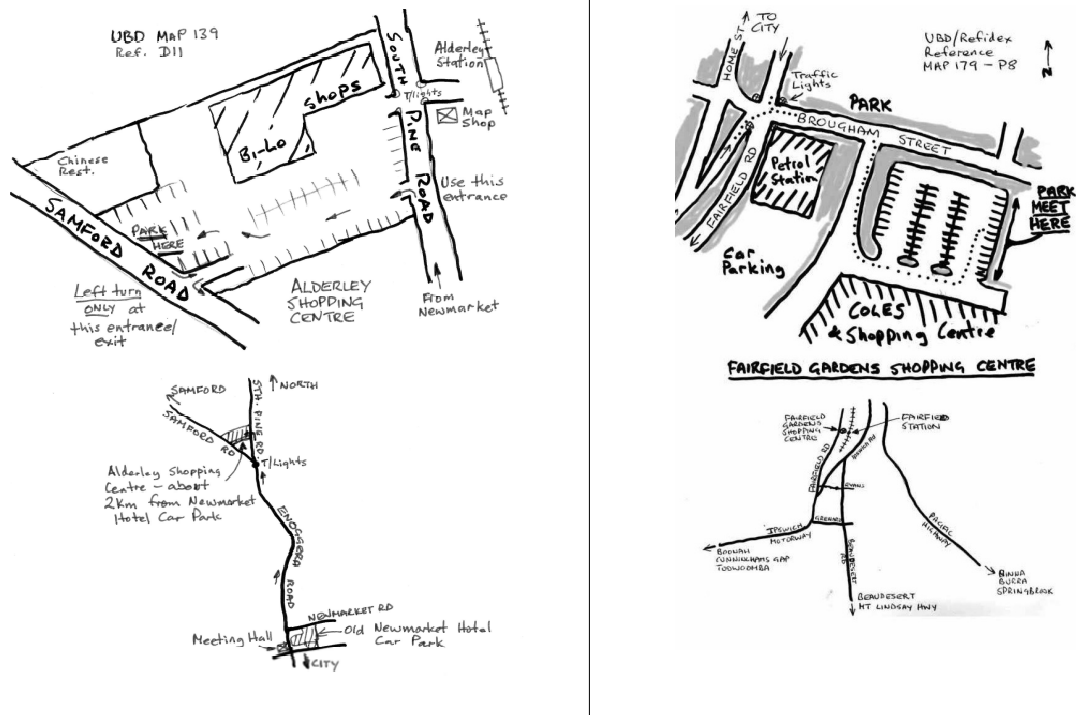 UBD MAP 139
Ref. D11
SOUTH PINE ROAD
Alderley
Station
T/lights
Map
Shop
Shops
Bi-Lo
Chinese
Rest.
Use this
entrance
SAMFORD ROAD
PARK
HERE
Left turn
ONLY at
this entrance/
exit
ALDERLEY
SHOPPING
CENTRE
From
Newmarket
SAMFORD
NORTH
STH. PINE RD.
SAMFORD RD
T/Lights
Alderley Shopping
Centre - about
2Km from Newmarket
Hotel Car Park
ENOGGERA
ROAD
NEWMARKET RD
Old Newmarket Hotel
Car Park
Meeting Hall
CITY
TO
CITY
HOME ST
UBD/Refidex
Reference
MAP 179 - P8
N
Traffic
Lights
PARK
BROUGHAM STREET
Petrol
Station
FAIRFIELD RD
PARK
MEET
HERE
Car
Parking
COLES
& Shopping Centre
FAIRFIELD GARDENS SHOPPING CENTRE
FAIRFIELD
GARDENS
SHOPPING
CENTRE
FAIRFIELD
STATION
FAIRFIELD RD
IPSWICH RD
EVANS
GRENARD
IPSWICH
MOTORWAY
BEAUDESERT
RD
PACIFIC
HIGHWAY
BOONAH
CUNNINGHAMS GAP
TOOWOOMBA
BINNA
BURRA
SPRINGBROOK
BEAUDESERT
MT LINDSAY HWY